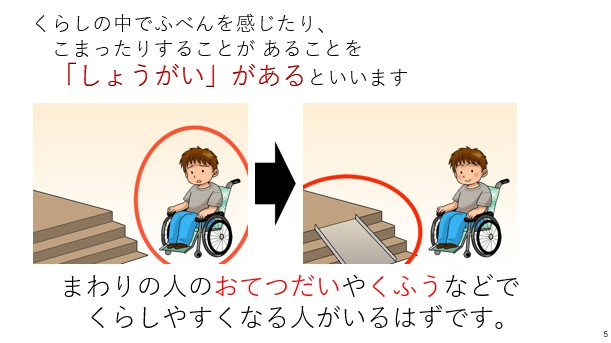 くらしの中でふべんを感じたり、
こまったりすることが あることを
「しょうがい」があるといいます
まわりの人のおてつだいやくふうなどで
くらしやすくなる人がいるはずです。
5